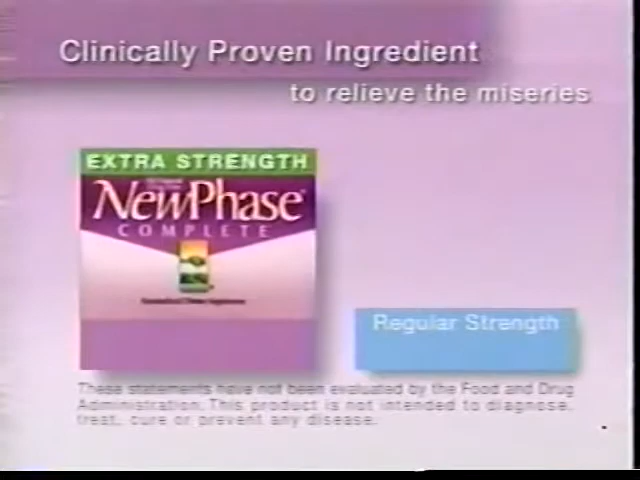 Clinically Proven Ingredient
to relieve the miseries
EXTRA STRENGTH
NewPhase
COMPLETE
Regular Strength
These statements have not been evaluated by the Food and Drug
Administration. This product is not intended to diagnose,
treat, cure or prevent any disease.